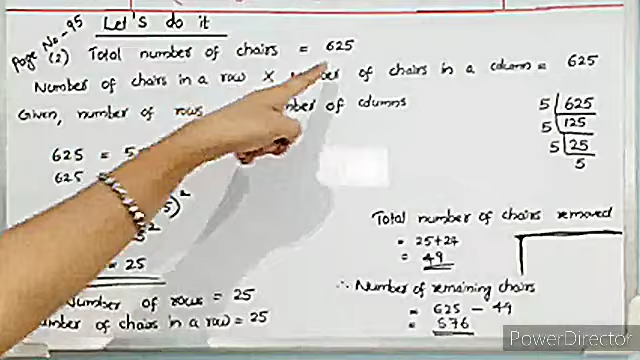 Page No-95
Let's do it
(2) Total number of chairs = 625
Number of chairs in a row × number of chairs in a column = 625
Given, number of rows number of columns
5 | 625
5 | 125
5 | 25
5
625 = 5
625
5)²
5²
= 25
Number of rows = 25
number of chairs in a row = 25
Total number of chairs removed
= 25+24
= 49
∴ Number of remaining chairs
= 625 - 49
= 576
PowerDirector